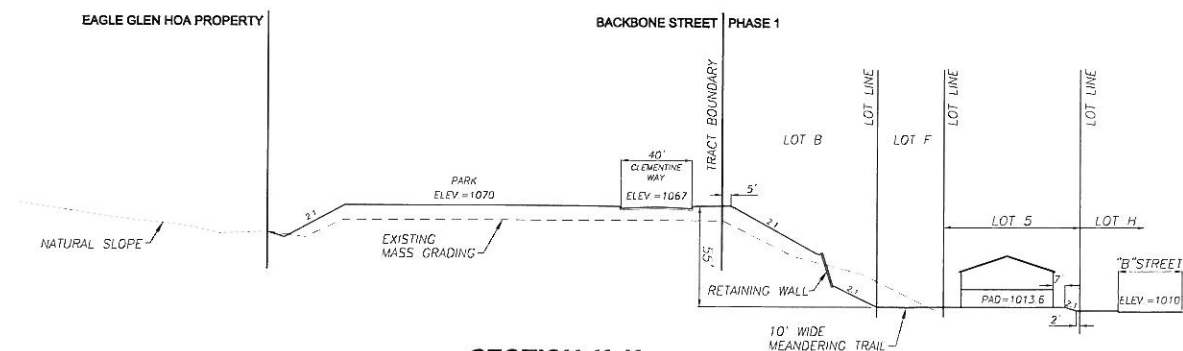 EAGLE GLEN HOA PROPERTY
BACKBONE STREET
PHASE 1
TRACT BOUNDARY
LOT LINE
LOT LINE
LOT LINE
LOT B
LOT F
40'
CLEMENTINE
WAY
ELEV.=1067
5'
PARK
ELEV.=1070
2:1
2:1
NATURAL SLOPE
EXISTING
MASS GRADING
55'
LOT 5
LOT H
"B" STREET
7'
RETAINING WALL
2:1
PAD=1013.6
2:1
ELEV.=1010
2'
10' WIDE
MEANDERING TRAIL